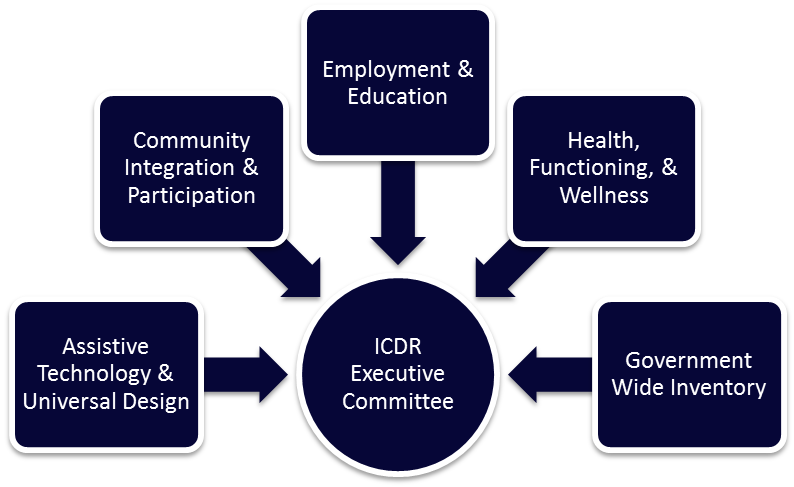 Employment &
Education
Community
Integration &
Participation
Health,
Functioning, &
Wellness
Assistive
Technology &
Universal Design
ICDR
Executive
Committee
Government
Wide Inventory